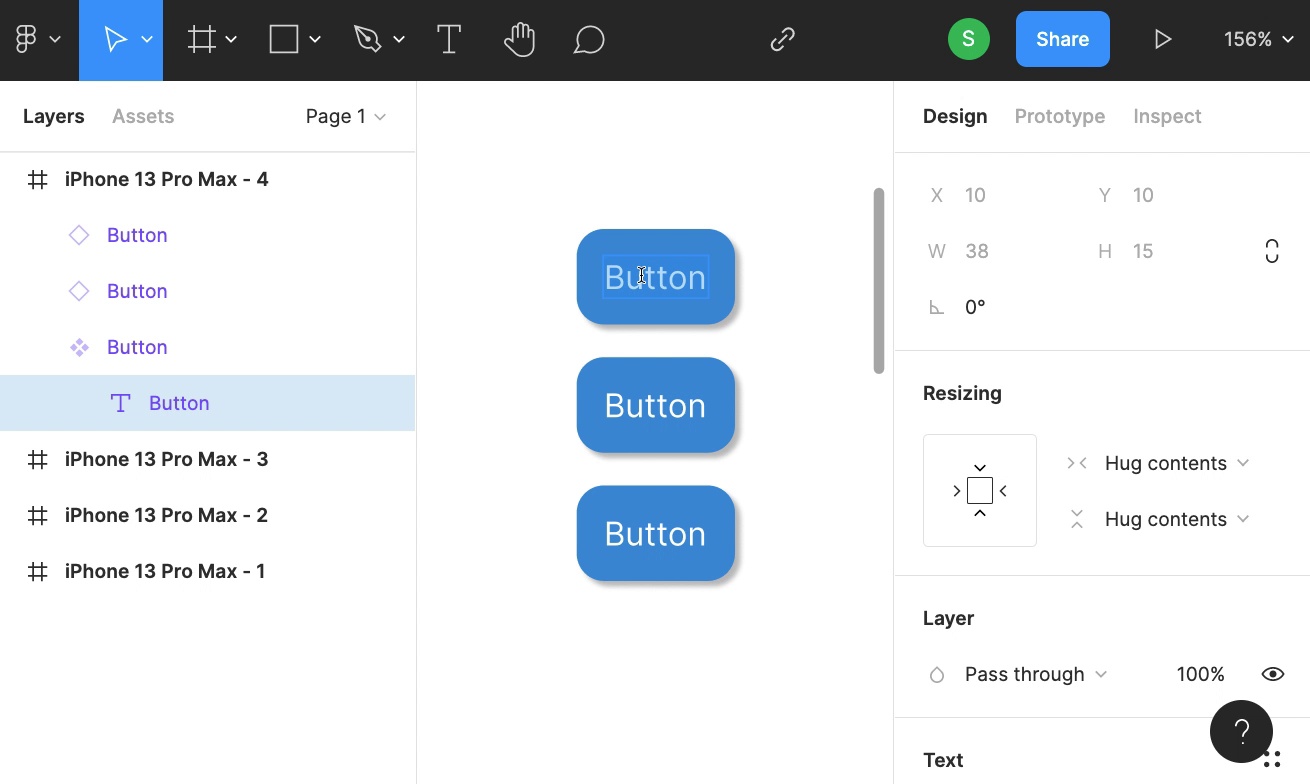 S
Share
156%
Layers
Assets
Page 1
Design
Prototype
Inspect
iPhone 13 Pro Max - 4
Button
Button
Button
Button
iPhone 13 Pro Max - 3
iPhone 13 Pro Max - 2
iPhone 13 Pro Max - 1
Button
Button
Button
X 10
Y 10
W 38
H 15
0°
Resizing
Hug contents
Hug contents
Layer
Pass through
100%
Text
?